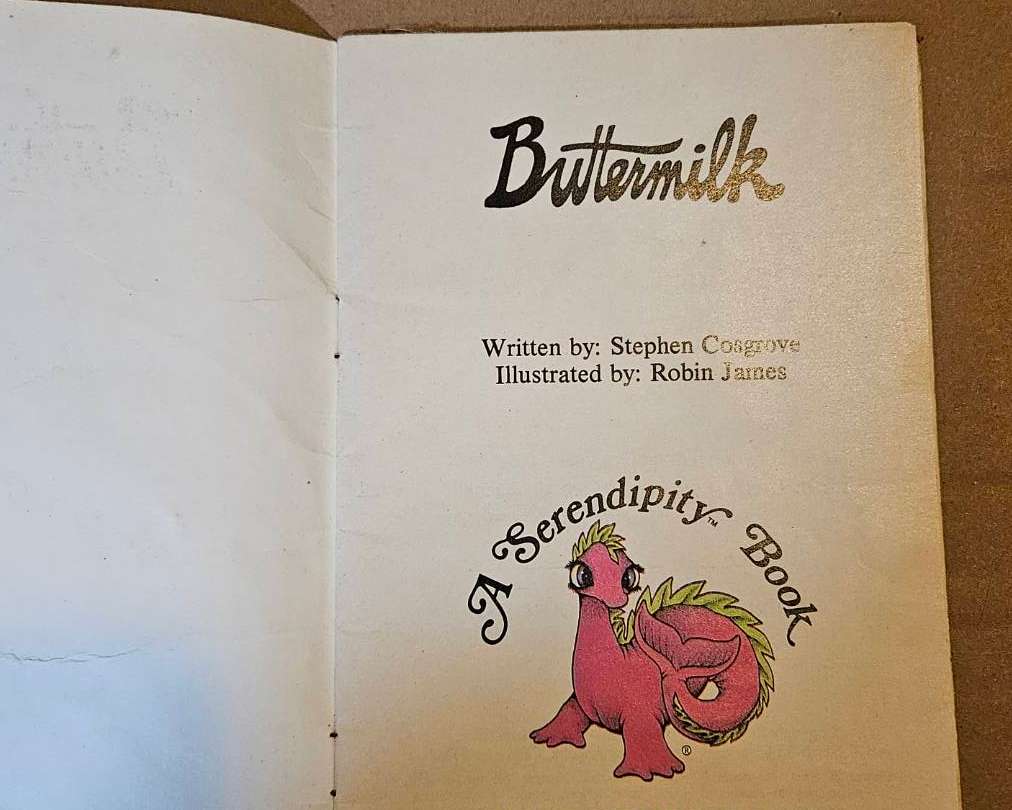 Buttermilk
Written by: Stephen Cosgrove
Illustrated by: Robin James
A Serendipity™ Book
®